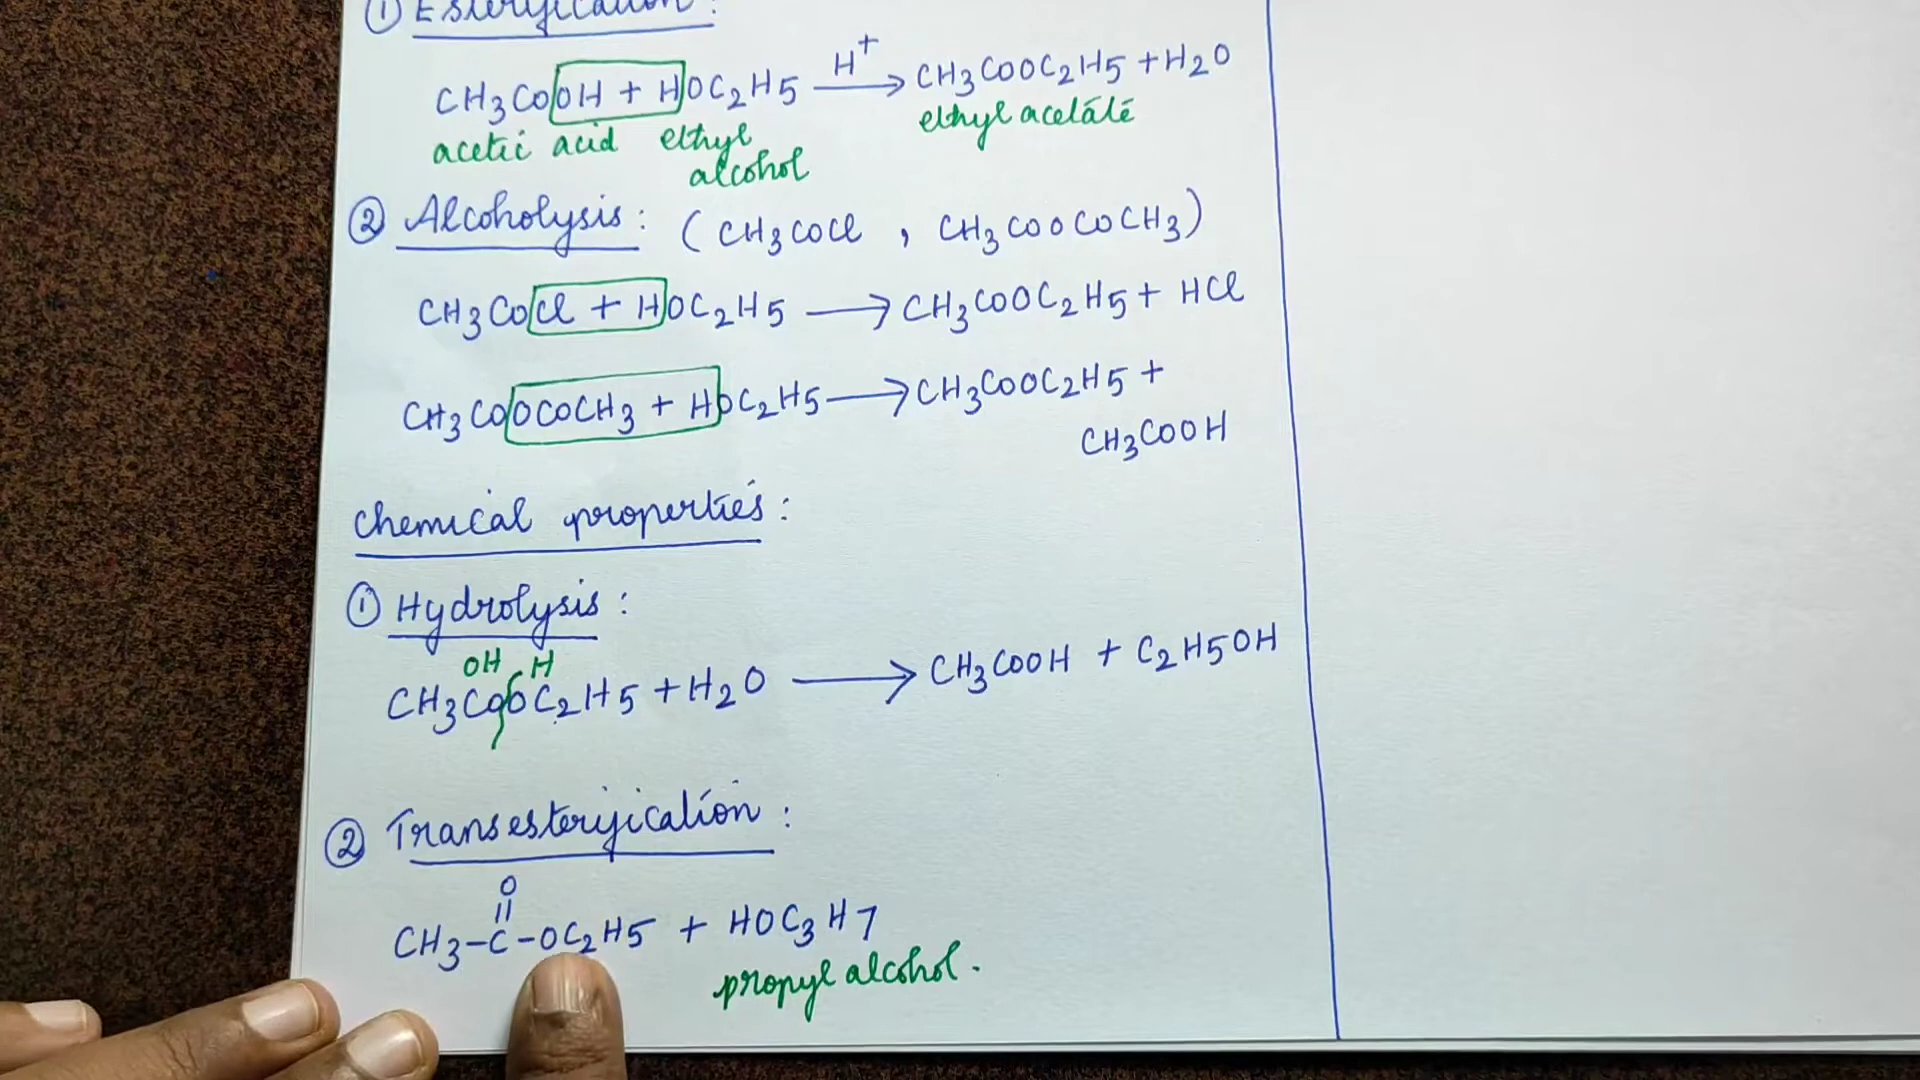 ① Esterification :
CH3CoOH + HOC2H5 H+ → CH3COOC2H5 + H2O
acetic acid ethyl alcohol ethyl acetate
② Alcoholysis : (CH3COCl , CH3COOCOCH3)
CH3COCl + HOC2H5 → CH3COOC2H5 + HCl
CH3COOCOCH3 + HOC2H5 → CH3COOC2H5 +
CH3COOH
Chemical properties :
① Hydrolysis :
OH H
CH3COOC2H5 + H2O → CH3COOH + C2H5OH
② Transesterification :
O
CH3-C-OC2H5 + HOC3H7
propyl alcohol.